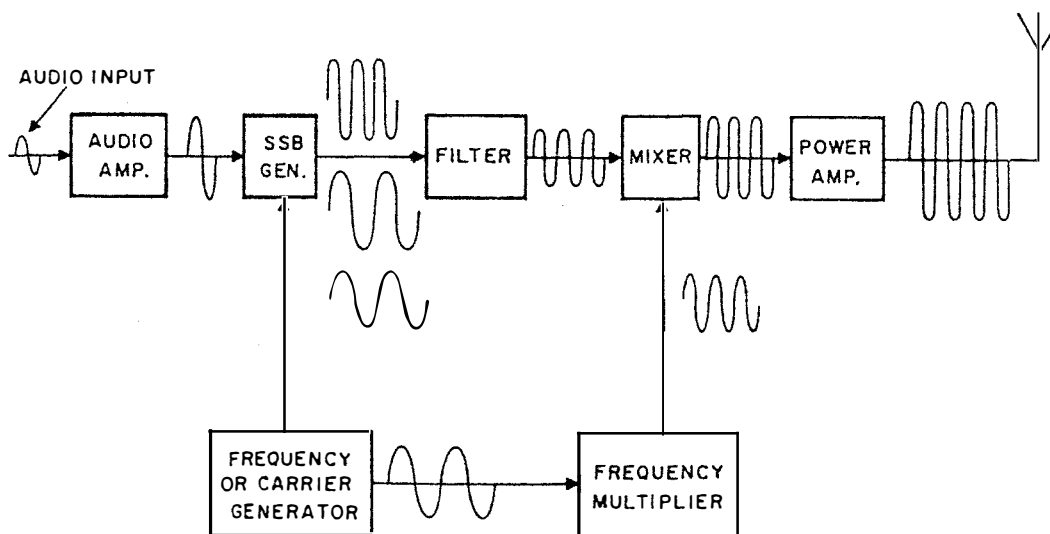 AUDIO INPUT
AUDIO
AMP.
SSB
GEN.
FILTER
MIXER
POWER
AMP.
FREQUENCY
OR CARRIER
GENERATOR
FREQUENCY
MULTIPLIER